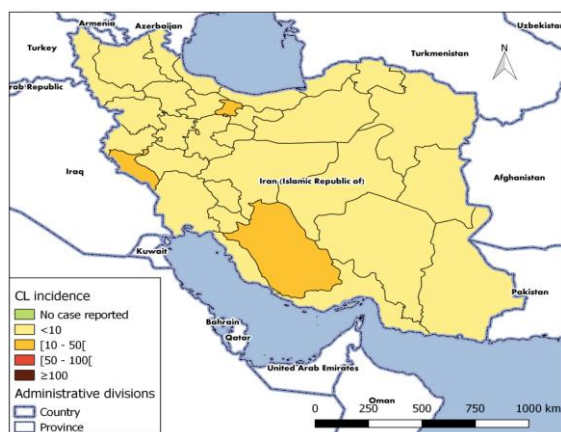 Armenia
Azerbaijan
Uzbekistan
Turkey
Turkmenistan
N
rab Republic
Iraq
Iran (Islamic Republic of)
Afghanistan
Kuwait
Pakistan
Bahrain
Qatar
United Arab Emirates
Oman
CL incidence
No case reported
<10
[10 - 50[
[50 - 100[
≥100
Administrative divisions
Country
Province
0 250 500 750 1000 km